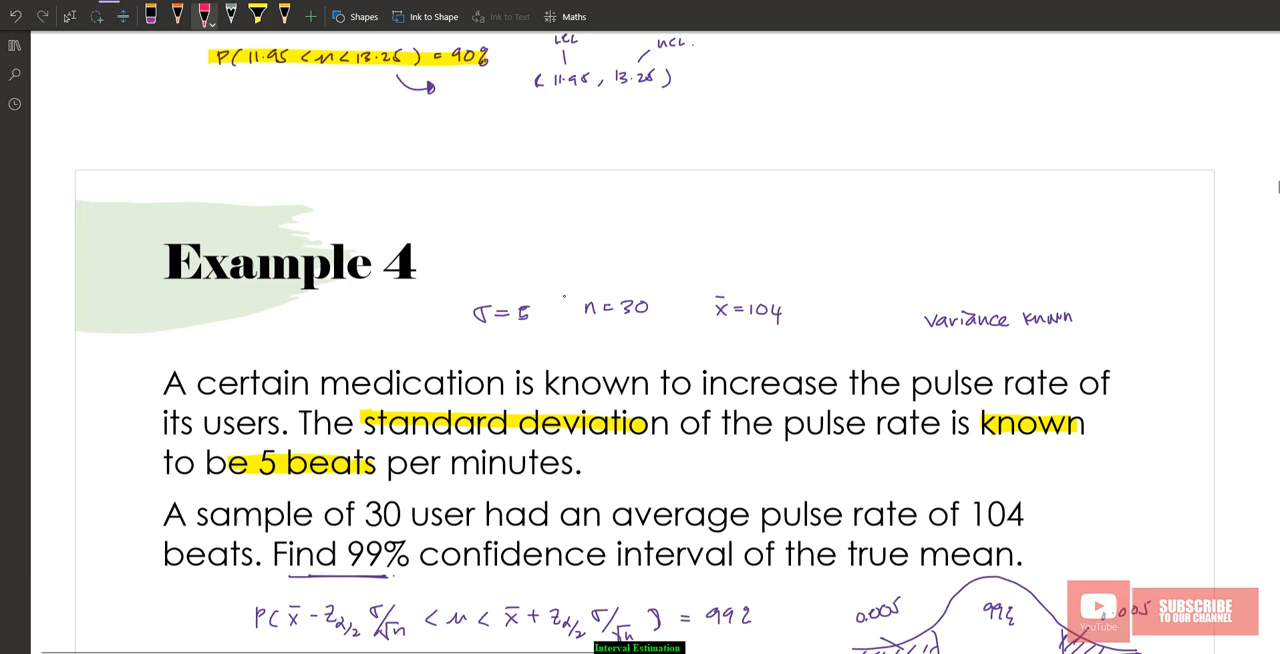 Shapes Ink to Shape Ink to Text Maths
P(11.95 < μ < 13.25) = 90%
LCL UCL.
(11.95, 13.25)
Example 4
σ = 5 n = 30 x̄ = 104 variance known
A certain medication is known to increase the pulse rate of
its users. The standard deviation of the pulse rate is known
to be 5 beats per minutes.
A sample of 30 user had an average pulse rate of 104
beats. Find 99% confidence interval of the true mean.
P( x̄ - Zα/2 σ/√n < μ < x̄ + Zα/2 σ/√n ) = 99%
0.005 99% 0.005
YouTube
SUBSCRIBE
TO OUR CHANNEL
Interval Estimation